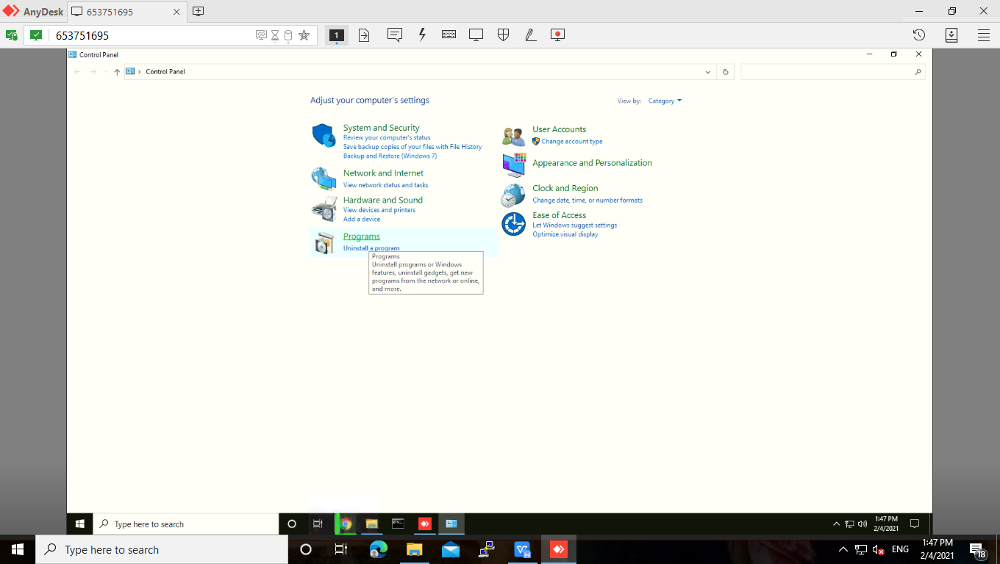 AnyDesk
653751695
653751695
1
Control Panel
Control Panel
Adjust your computer's settings
View by: Category
System and Security
Review your computer's status
Save backup copies of your files with File History
Backup and Restore (Windows 7)
Network and Internet
View network status and tasks
Hardware and Sound
View devices and printers
Add a device
Programs
Uninstall a program
Programs
Uninstall programs or Windows
features, uninstall gadgets, get new
programs from the network or online,
and more.
User Accounts
Change account type
Appearance and Personalization
Clock and Region
Change date, time, or number formats
Ease of Access
Let Windows suggest settings
Optimize visual display
Type here to search
1:47 PM
2/4/2021
Type here to search
ENG
1:47 PM
2/4/2021
18